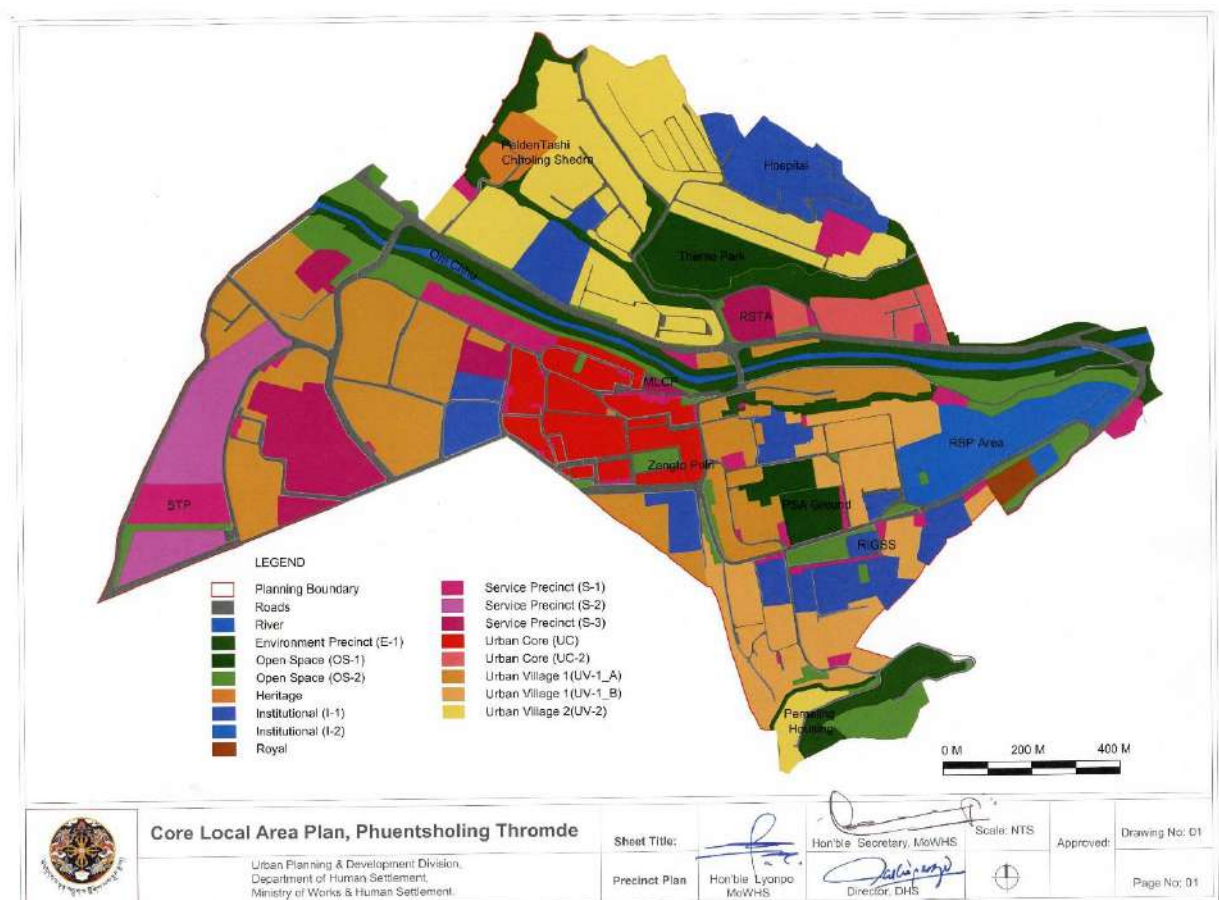 PeldenTashi
Chitoling Shedra
Hospital
Om Chhu
Tharae Park
RSTA
MLCP
RBP Area
Zangto Pelri
STP
PSA Ground
RIGSS
Pemaling
Housing
LEGEND
Planning Boundary
Roads
River
Environment Precinct (E-1)
Open Space (OS-1)
Open Space (OS-2)
Heritage
Institutional (I-1)
Institutional (I-2)
Royal
Service Precinct (S-1)
Service Precinct (S-2)
Service Precinct (S-3)
Urban Core (UC)
Urban Core (UC-2)
Urban Village 1(UV-1_A)
Urban Village 1(UV-1_B)
Urban Village 2(UV-2)
0 M 200 M 400 M
Core Local Area Plan, Phuentsholing Thromde
Urban Planning & Development Division,
Department of Human Settlement,
Ministry of Works & Human Settlement.
Sheet Title:
Precinct Plan
Hon'ble Lyonpo
MoWHS
Hon'ble Secretary, MoWHS
Director, DHS
Scale: NTS
Approved:
Drawing No: 01
Page No: 01